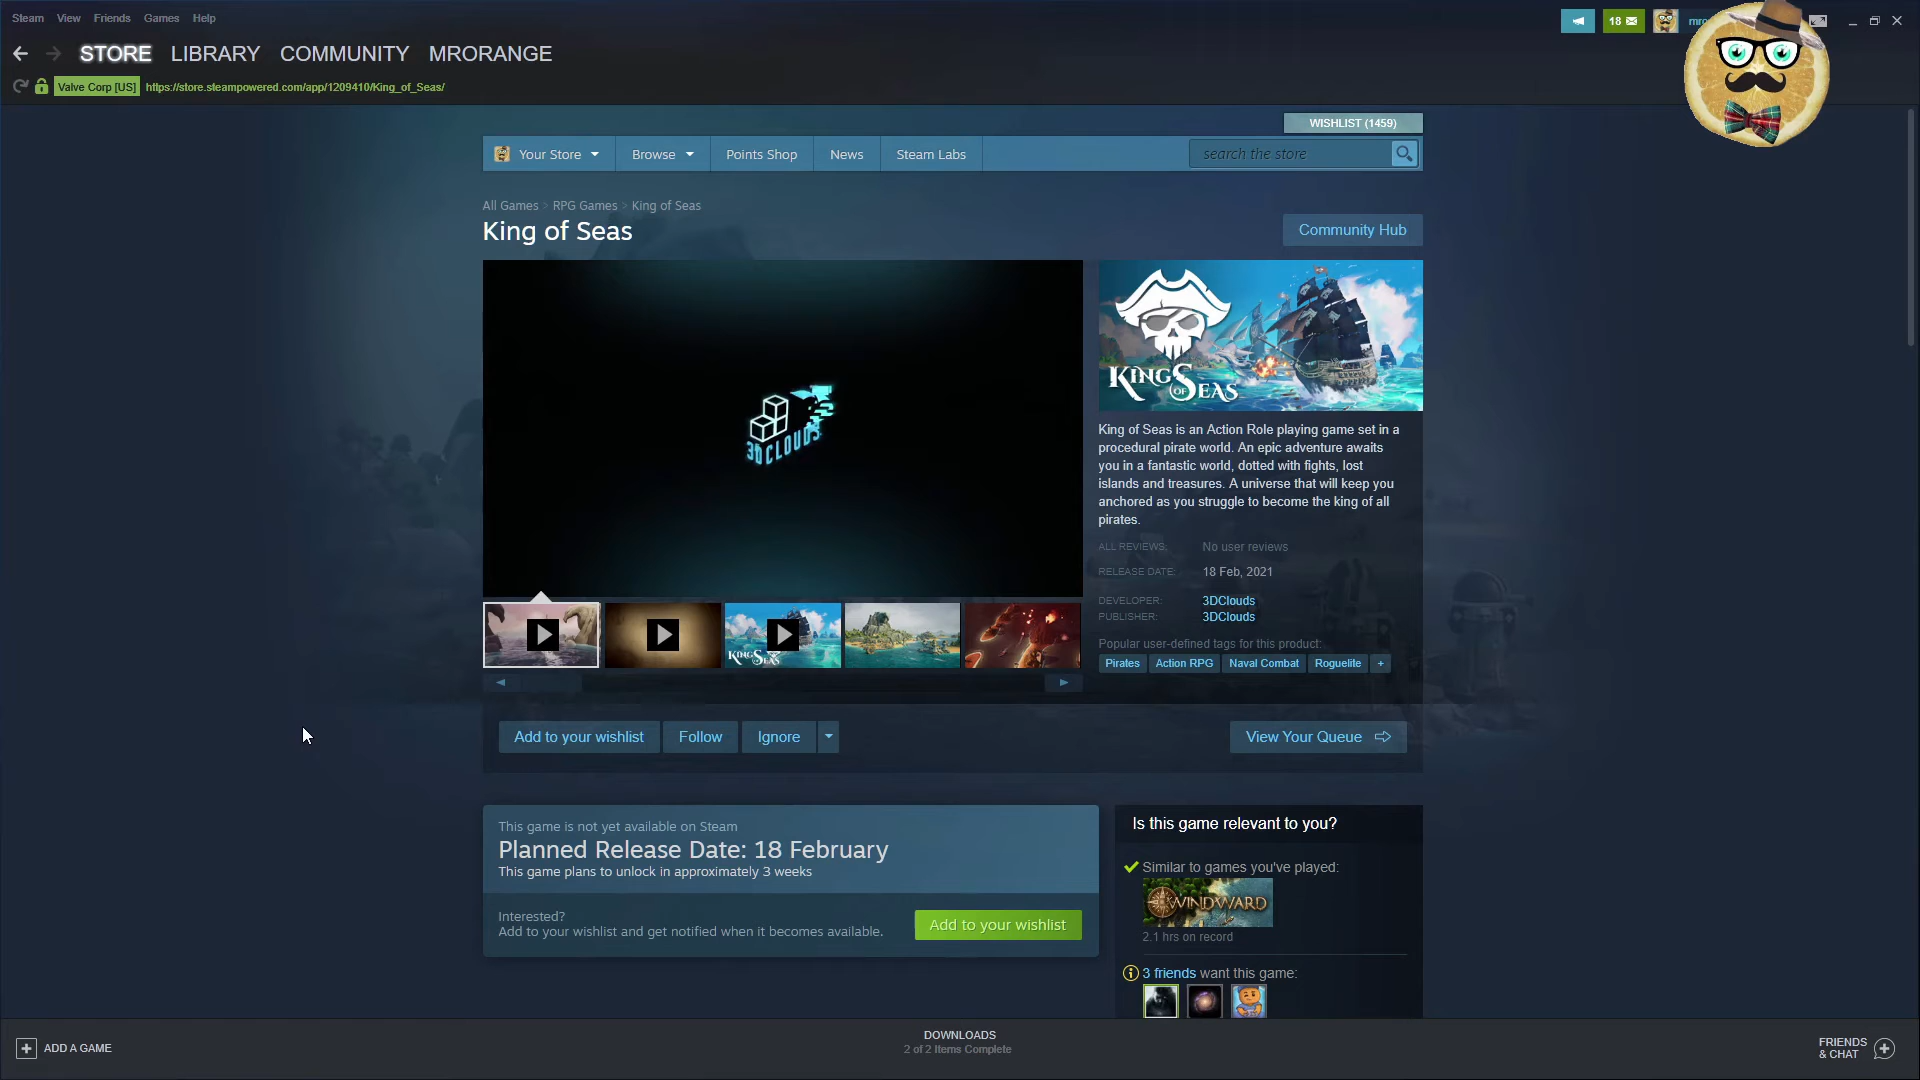 Steam View Friends Games Help
18
STORE LIBRARY COMMUNITY MRORANGE
Valve Corp [US] https://store.steampowered.com/app/1209410/King_of_Seas/
WISHLIST (1459)
Your Store Browse Points Shop News Steam Labs search the store
All Games > RPG Games > King of Seas
King of Seas
Community Hub
3DCLOUDS
KING OF SEAS
King of Seas is an Action Role playing game set in a
procedural pirate world. An epic adventure awaits
you in a fantastic world, dotted with fights, lost
islands and treasures. A universe that will keep you
anchored as you struggle to become the king of all
pirates.
ALL REVIEWS: No user reviews
RELEASE DATE: 18 Feb, 2021
DEVELOPER: 3DClouds
PUBLISHER: 3DClouds
Popular user-defined tags for this product:
Pirates Action RPG Naval Combat Roguelite +
KING OF SEAS
Add to your wishlist Follow Ignore View Your Queue
This game is not yet available on Steam
Planned Release Date: 18 February
This game plans to unlock in approximately 3 weeks
Interested?
Add to your wishlist and get notified when it becomes available.
Add to your wishlist
Is this game relevant to you?
Similar to games you've played:
WINDWARD
2.1 hrs on record
3 friends want this game:
ADD A GAME
DOWNLOADS
2 of 2 Items Complete
FRIENDS
& CHAT